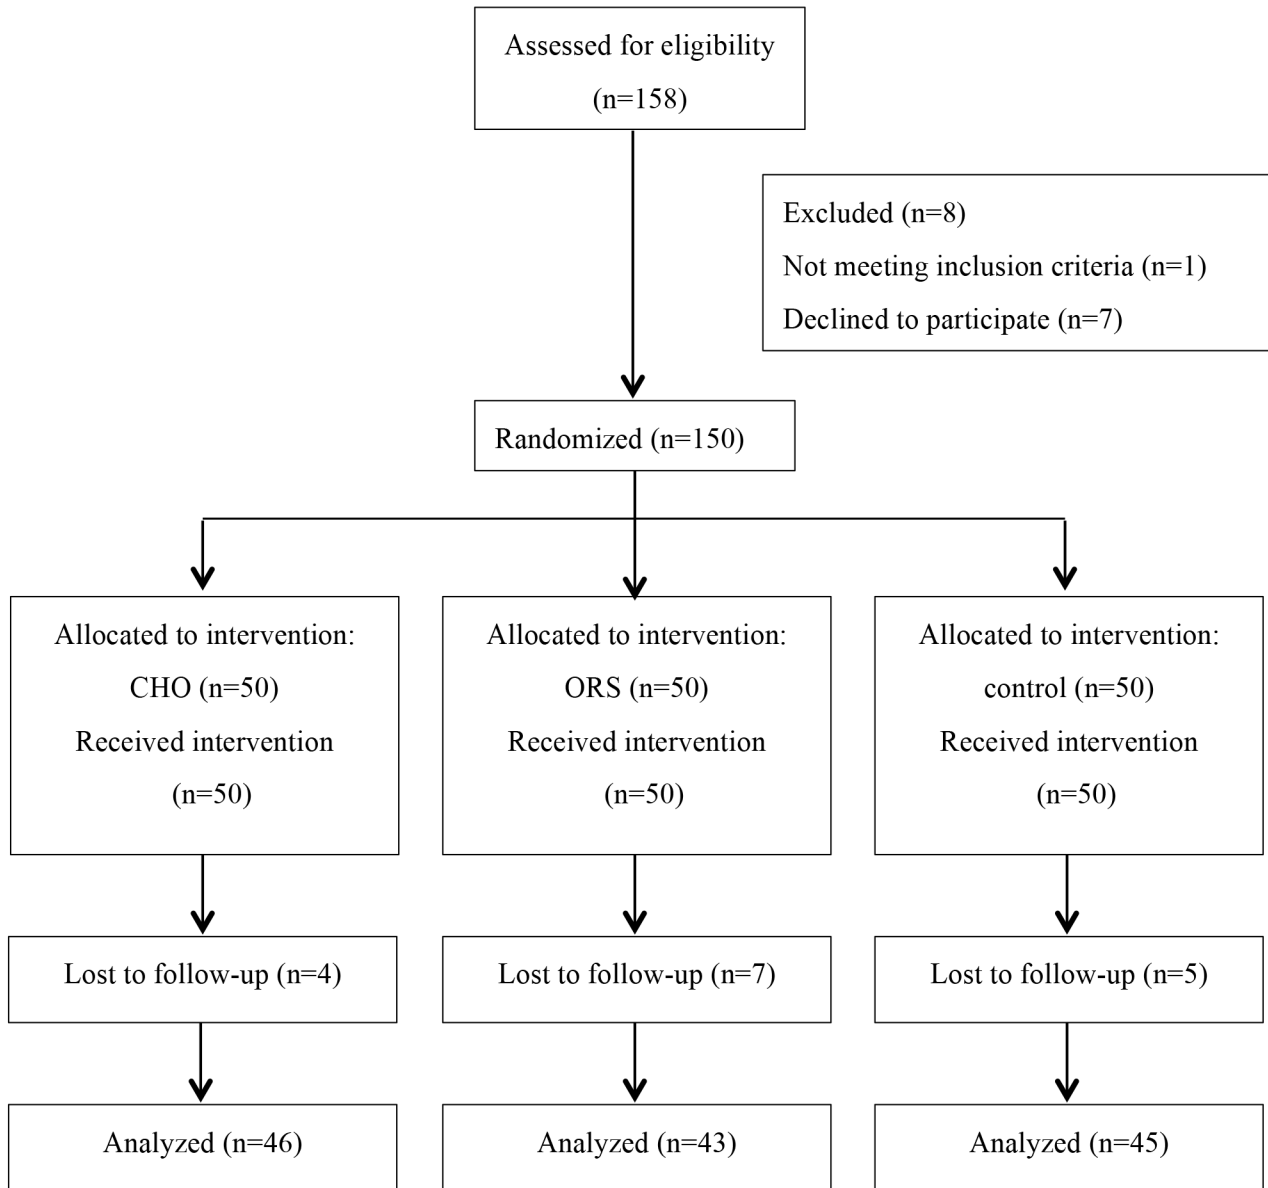 Assessed for eligibility
(n=158)
Excluded (n=8)
Not meeting inclusion criteria (n=1)
Declined to participate (n=7)
Randomized (n=150)
Allocated to intervention:
CHO (n=50)
Received intervention
(n=50)
Allocated to intervention:
ORS (n=50)
Received intervention
(n=50)
Allocated to intervention:
control (n=50)
Received intervention
(n=50)
Lost to follow-up (n=4)
Lost to follow-up (n=7)
Lost to follow-up (n=5)
Analyzed (n=46)
Analyzed (n=43)
Analyzed (n=45)